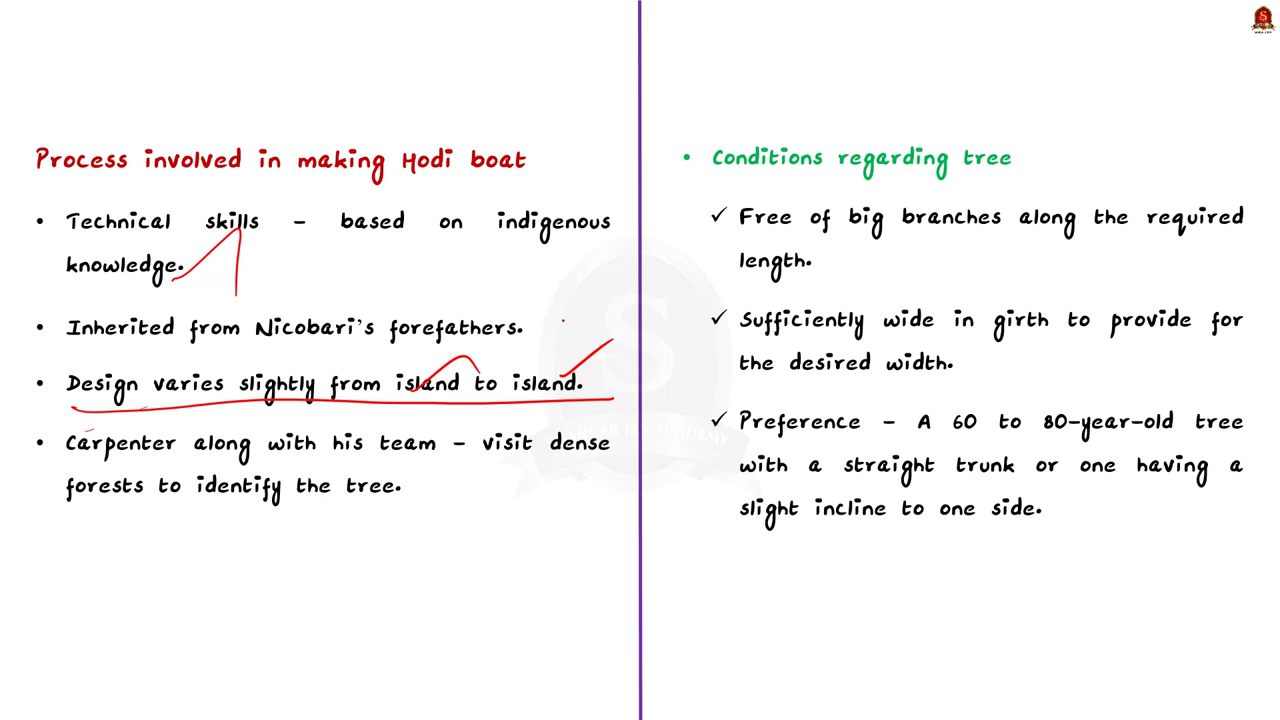 Process involved in making Hodi boat
• Technical skills – based on indigenous
knowledge.
• Inherited from Nicobari's forefathers.
• Design varies slightly from island to island.
• Carpenter along with his team – visit dense
forests to identify the tree.
• Conditions regarding tree
✓ Free of big branches along the required
length.
✓ Sufficiently wide in girth to provide for
the desired width.
✓ Preference – A 60 to 80-year-old tree
with a straight trunk or one having a
slight incline to one side.